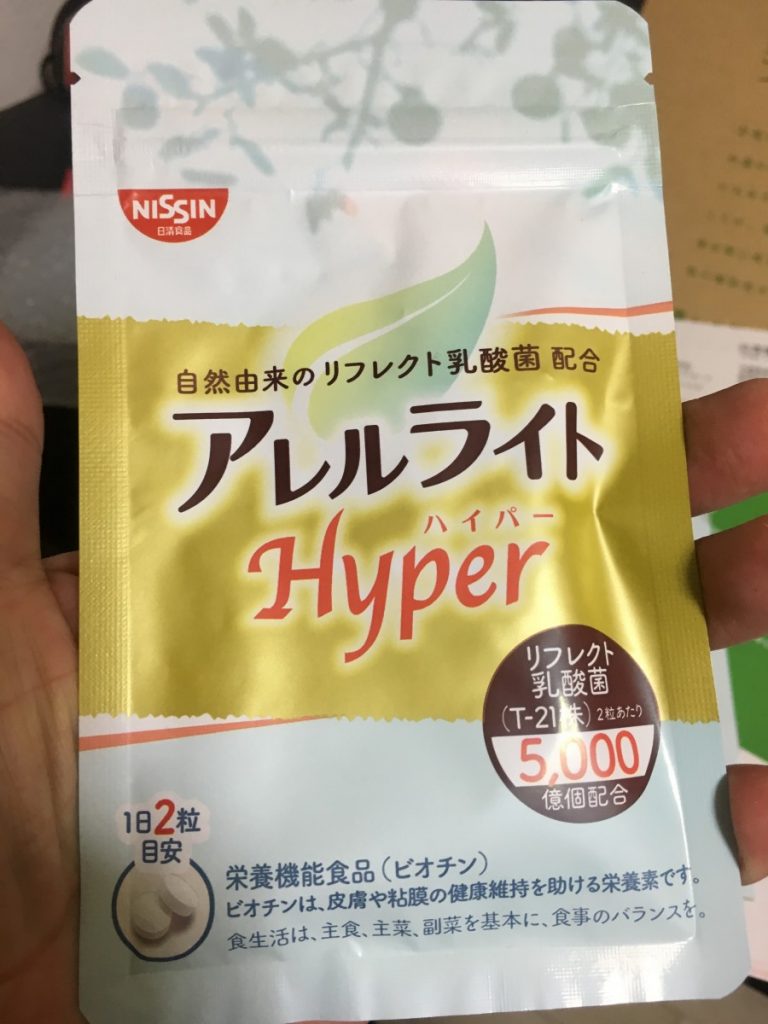 NISSIN
日清食品
自然由来のリフレクト乳酸菌 配合
アレルライト
ハイパー
Hyper
リフレクト
乳酸菌
(T-21株) 2粒あたり
5,000
億個配合
1日2粒
目安
栄養機能食品（ビオチン）
ビオチンは、皮膚や粘膜の健康維持を助ける栄養素です。
食生活は、主食、主菜、副菜を基本に、食事のバランスを。